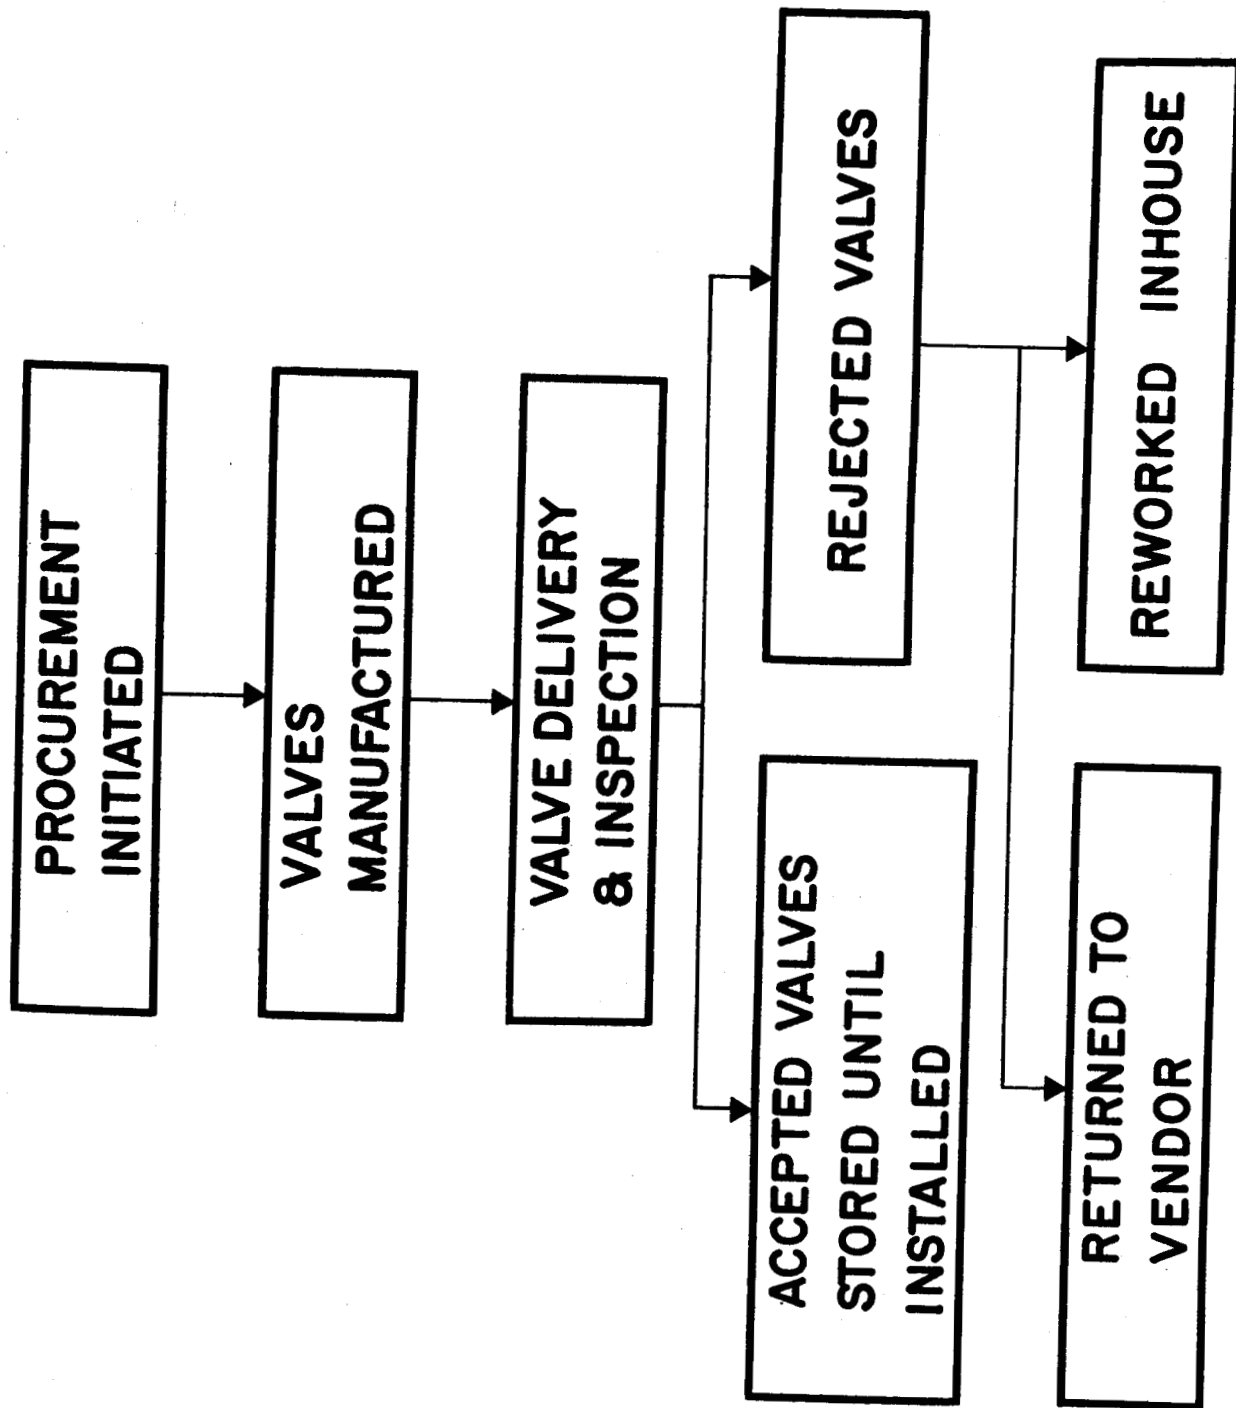 PROCUREMENT
INITIATED
VALVES
MANUFACTURED
VALVE DELIVERY
& INSPECTION
ACCEPTED VALVES
STORED UNTIL
INSTALLED
REJECTED VALVES
RETURNED TO
VENDOR
REWORKED INHOUSE